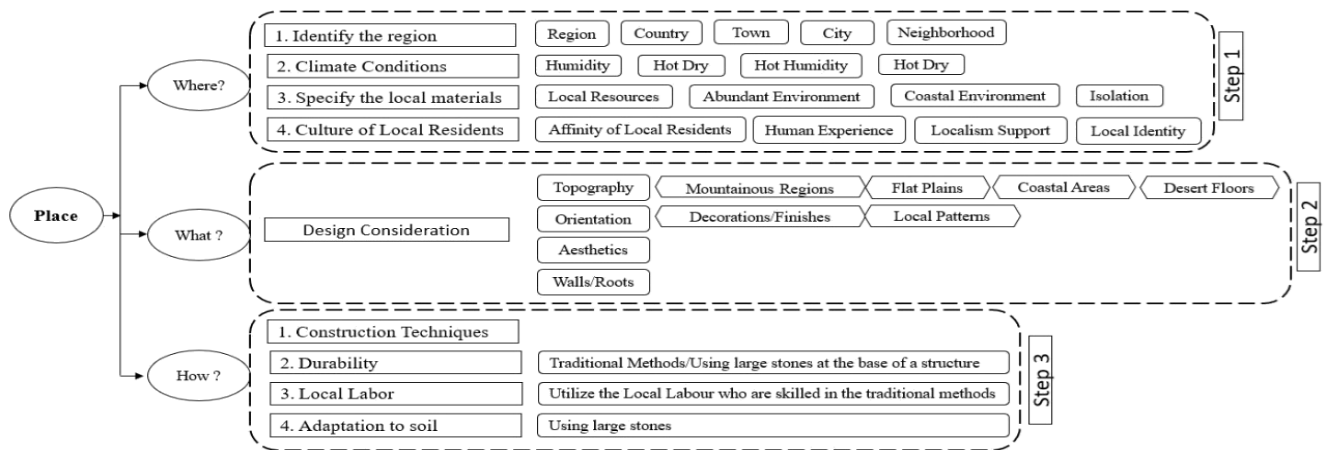 1. Identify the region Region Country Town City Neighborhood
2. Climate Conditions Humidity Hot Dry Hot Humidity Hot Dry
Where?
3. Specify the local materials Local Resources Abundant Environment Coastal Environment Isolation
4. Culture of Local Residents Affinity of Local Residents Human Experience Localism Support Local Identity
Step 1
Place
What ?
Design Consideration
Topography Mountainous Regions Flat Plains Coastal Areas Desert Floors
Orientation Decorations/Finishes Local Patterns
Aesthetics
Walls/Roots
Step 2
How ?
1. Construction Techniques
2. Durability Traditional Methods/Using large stones at the base of a structure
3. Local Labor Utilize the Local Labour who are skilled in the traditional methods
4. Adaptation to soil Using large stones
Step 3